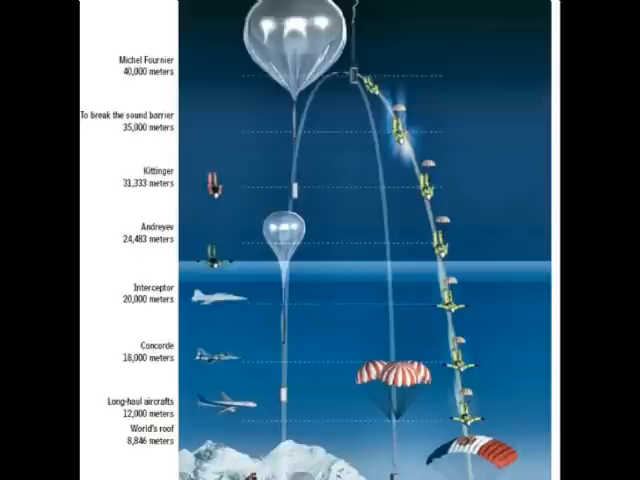 Michel Fournier
40,000 meters
To break the sound barrier
35,000 meters
Kittinger
31,333 meters
Andreyev
24,483 meters
Interceptor
20,000 meters
Concorde
18,000 meters
Long-haul aircrafts
12,000 meters
World's roof
8,846 meters